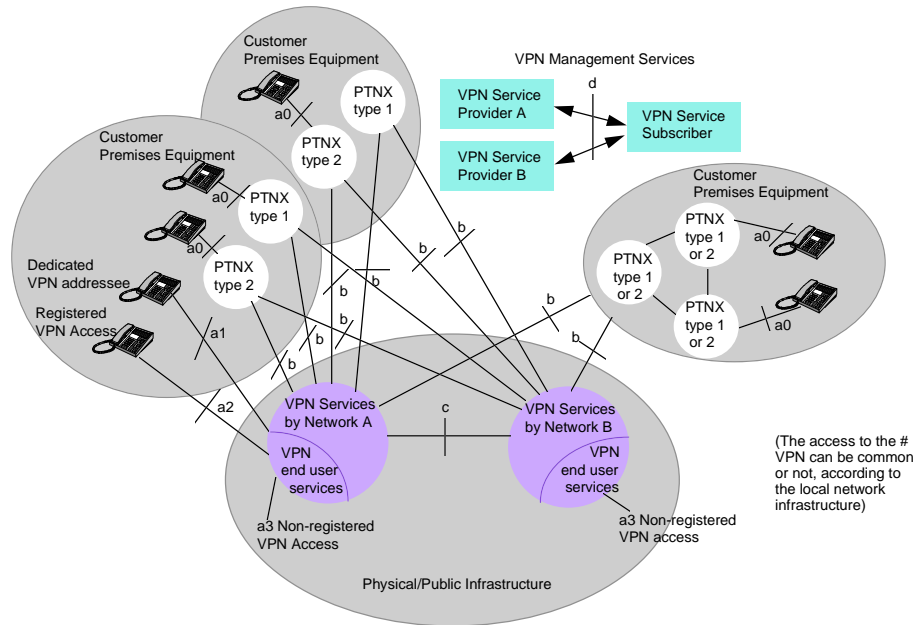 Customer
Premises Equipment
a0
PTNX
type 1
PTNX
type 2
VPN Management Services
d
VPN Service
Provider A
VPN Service
Subscriber
VPN Service
Provider B
Customer
Premises Equipment
a0
PTNX
type 1
a0
PTNX
type 2
Dedicated
VPN addressee
Registered
VPN Access
a1
a2
Customer
Premises Equipment
PTNX
type 1
or 2
a0
PTNX
type 1
or 2
PTNX
type 1
or 2
a0
b
b
b
b
b
b
b
b
b
b
VPN Services
by Network A
VPN
end user
services
c
VPN Services
by Network B
VPN
end user
services
a3 Non-registered
VPN Access
a3 Non-registered
VPN access
Physical/Public Infrastructure
(The access to the #
VPN can be common
or not, according to
the local network
infrastructure)